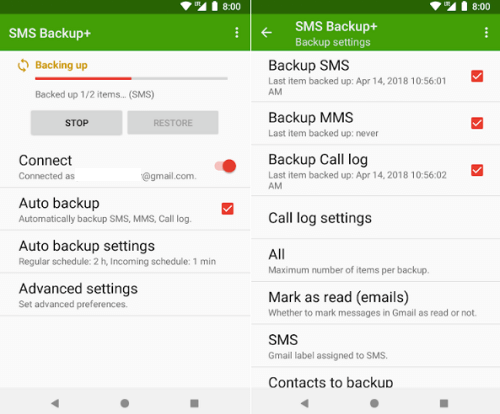 8:00
SMS Backup+
Backing up
Backed up 1/2 items... (SMS)
STOP
RESTORE
Connect
Connected as @gmail.com.
Auto backup
Automatically backup SMS, MMS, Call log.
Auto backup settings
Regular schedule: 2 h, Incoming schedule: 1 min
Advanced settings
Set advanced preferences.
8:00
SMS Backup+
Backup settings
Backup SMS
Last item backed up: Apr 14, 2018 10:56:01
AM
Backup MMS
Last item backed up: never
Backup Call log
Last item backed up: Apr 14, 2018 10:56:02
AM
Call log settings
All
Maximum number of items per backup.
Mark as read (emails)
Whether to mark messages in Gmail as read or not.
SMS
Gmail label assigned to SMS.
Contacts to backup